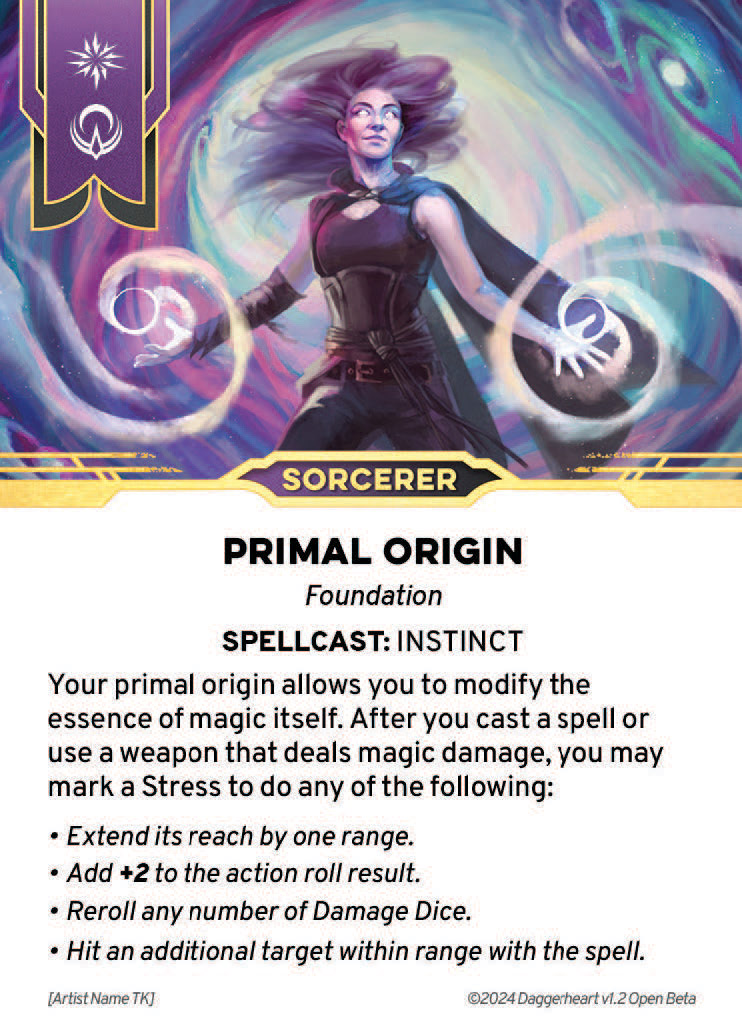 SORCERER
PRIMAL ORIGIN
Foundation
SPELLCAST: INSTINCT
Your primal origin allows you to modify the
essence of magic itself. After you cast a spell or
use a weapon that deals magic damage, you may
mark a Stress to do any of the following:
• Extend its reach by one range.
• Add +2 to the action roll result.
• Reroll any number of Damage Dice.
• Hit an additional target within range with the spell.
[Artist Name TK] ©2024 Daggerheart v1.2 Open Beta